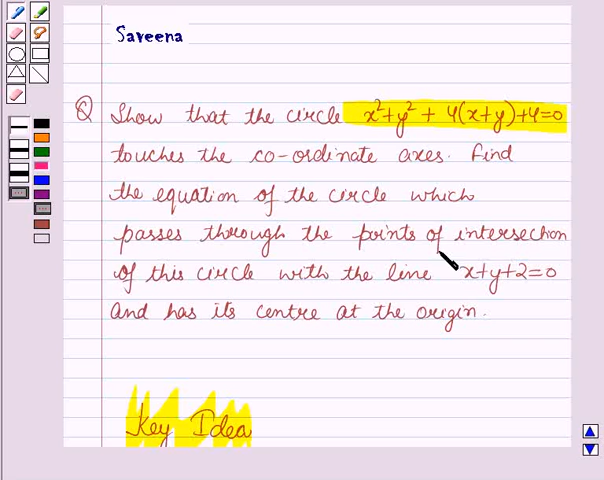 Saveena
Q Show that the circle x²+y² + 4(x+y)+4=0
touches the co-ordinate axes. Find
the equation of the circle which
passes through the points of intersection
of this circle with the line x+y+2=0
and has its centre at the origin.
Key Idea